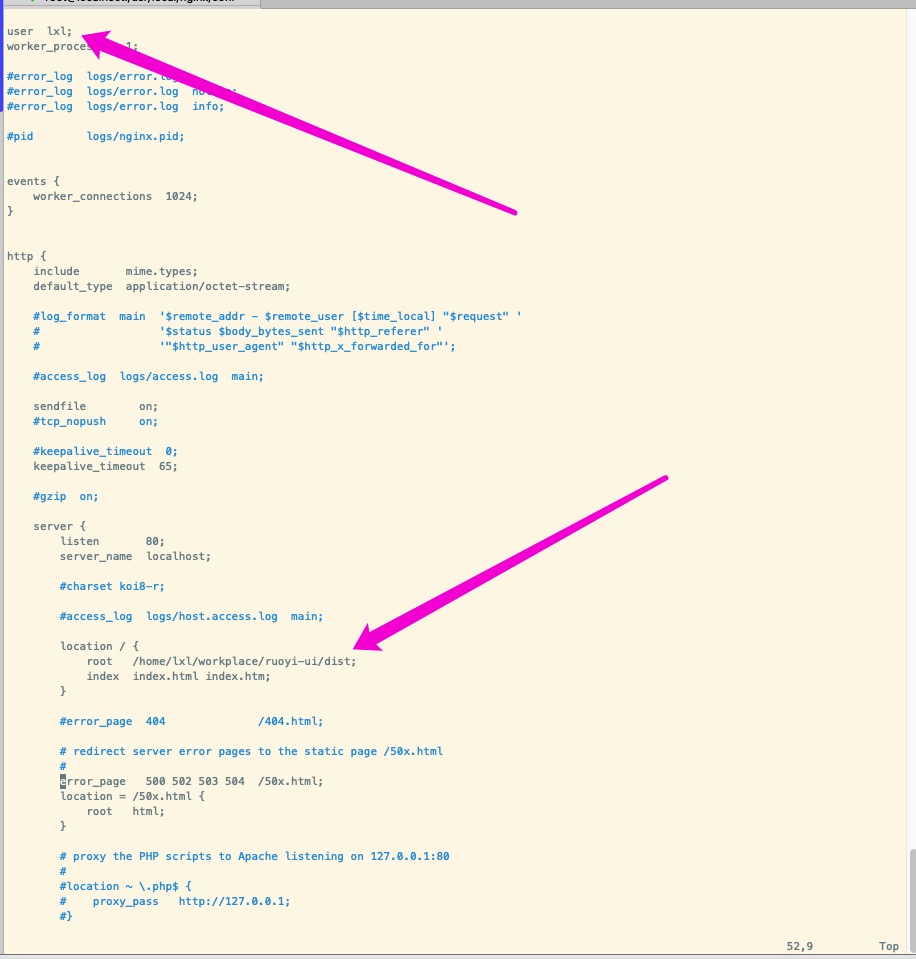 user  lxl;
worker_proces 1;
#error_log  logs/error.log
#error_log  logs/error.log
#error_log  logs/error.log  info;
#pid        logs/nginx.pid;
events {
    worker_connections  1024;
}
http {
    include       mime.types;
    default_type  application/octet-stream;
    #log_format  main  '$remote_addr - $remote_user [$time_local] "$request" '
    #                  '$status $body_bytes_sent "$http_referer" '
    #                  '"$http_user_agent" "$http_x_forwarded_for"';
    #access_log  logs/access.log  main;
    sendfile        on;
    #tcp_nopush     on;
    #keepalive_timeout  0;
    keepalive_timeout  65;
    #gzip  on;
    server {
        listen       80;
        server_name  localhost;
        #charset koi8-r;
        #access_log  logs/host.access.log  main;
        location / {
            root   /home/lxl/workplace/ruoyi-ui/dist;
            index  index.html index.htm;
        }
        #error_page  404              /404.html;
        # redirect server error pages to the static page /50x.html
        #
        error_page   500 502 503 504  /50x.html;
        location = /50x.html {
            root   html;
        }
        # proxy the PHP scripts to Apache listening on 127.0.0.1:80
        #
        #location ~ \.php$ {
        #    proxy_pass   http://127.0.0.1;
        #}
52,9          Top